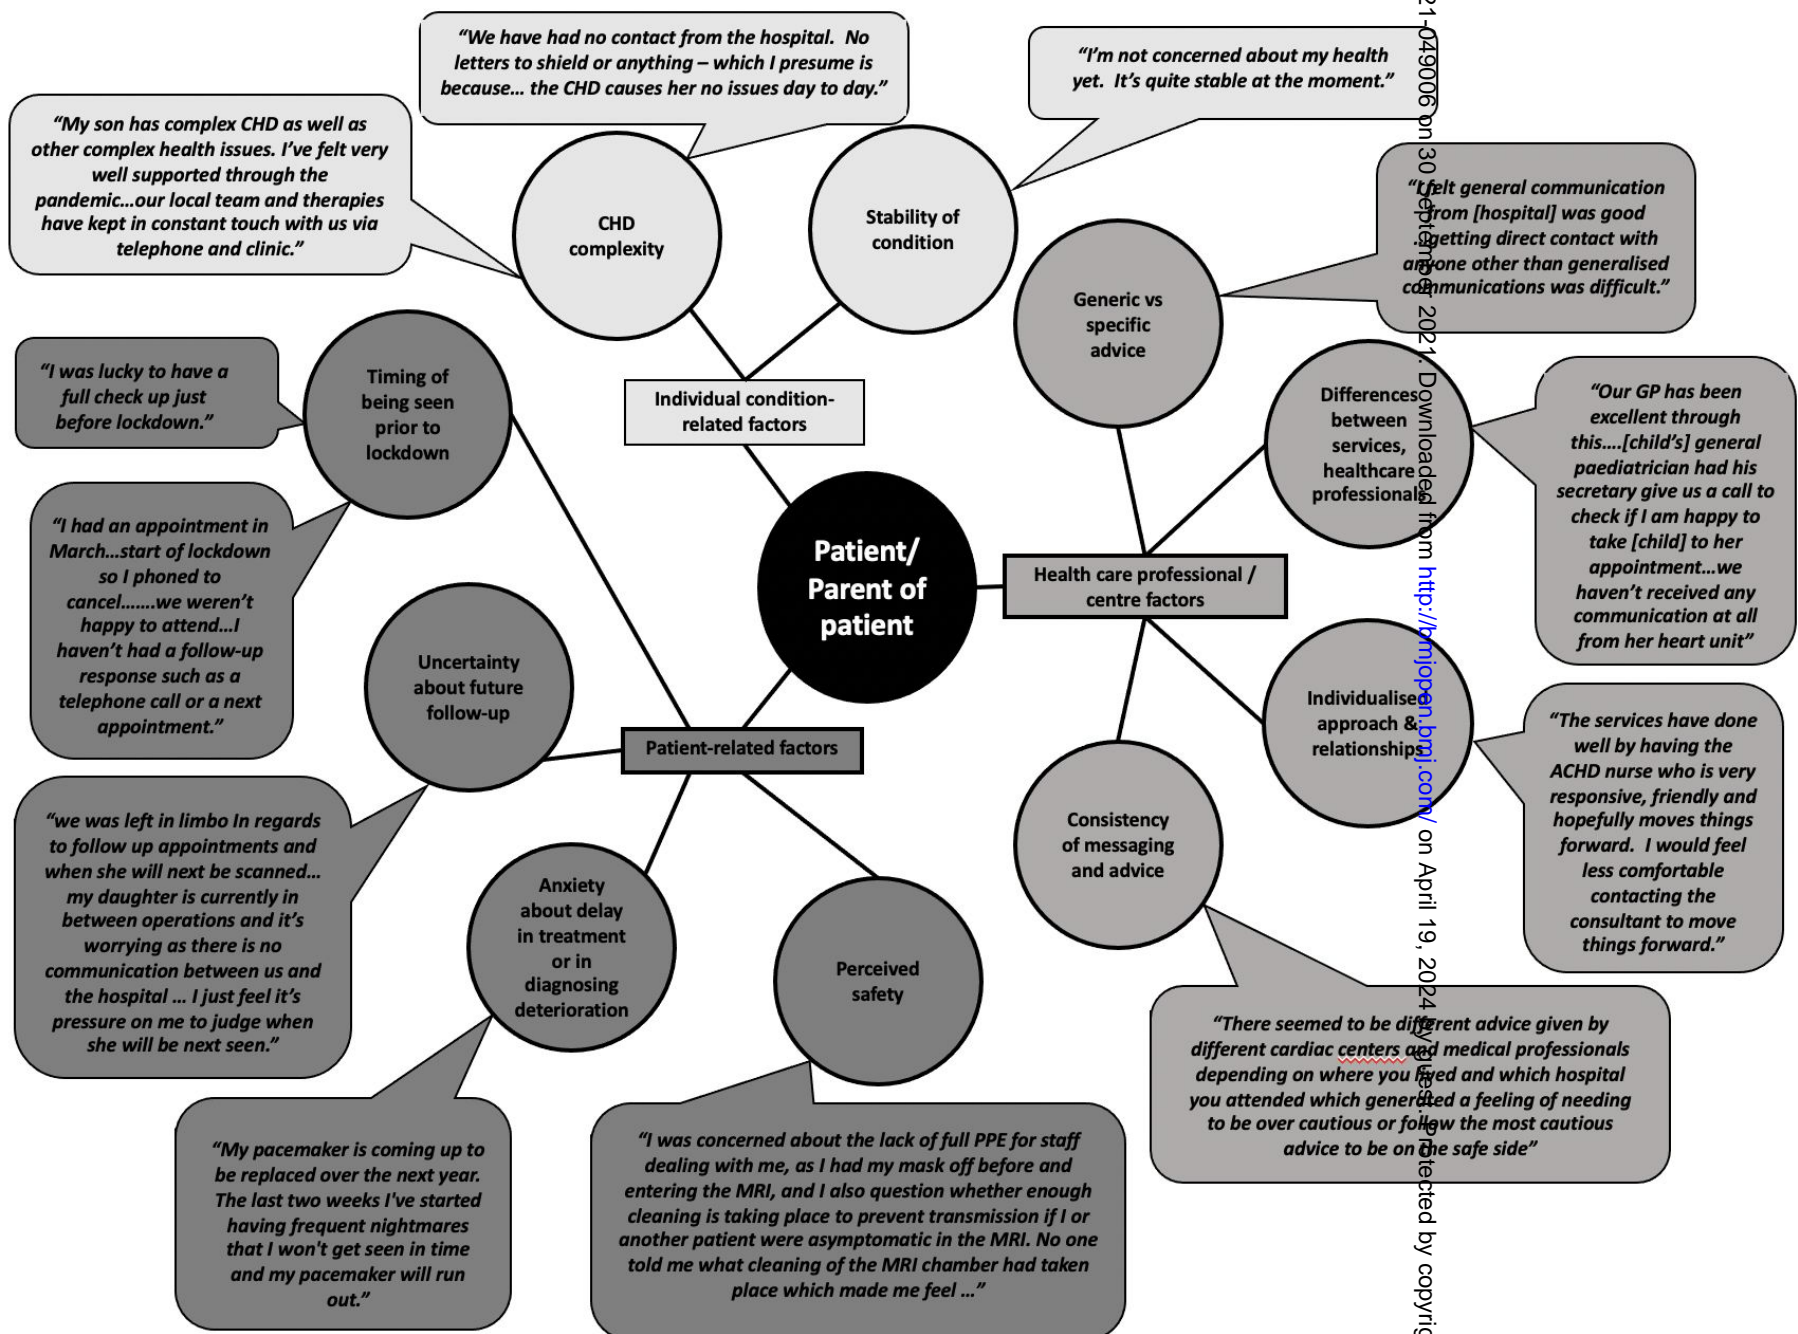 “We have had no contact from the hospital.  No
letters to shield or anything – which I presume is
because... the CHD causes her no issues day to day.”
“I’m not concerned about my health
yet.  It’s quite stable at the moment.”
“My son has complex CHD as well as
other complex health issues. I’ve felt very
well supported through the
pandemic…our local team and therapies
have kept in constant touch with us via
telephone and clinic.”
CHD
complexity
Stability of
condition
“I felt general communication
from [hospital] was good
...getting direct contact with
anyone other than generalised
communications was difficult.”
Generic vs
specific
advice
“I was lucky to have a
full check up just
before lockdown.”
Timing of
being seen
prior to
lockdown
Individual condition-
related factors
Differences
between
services,
healthcare
professionals
“Our GP has been
excellent through
this....[child’s] general
paediatrician had his
secretary give us a call to
check if I am happy to
take [child] to her
appointment…we
haven’t received any
communication at all
from her heart unit”
“I had an appointment in
March…start of lockdown
so I phoned to
cancel…….we weren’t
happy to attend…I
haven’t had a follow-up
response such as a
telephone call or a next
appointment.”
Patient/
Parent of
patient
Health care professional /
centre factors
Uncertainty
about future
follow-up
Individualised
approach &
relationships
“The services have done
well by having the
ACHD nurse who is very
responsive, friendly and
hopefully moves things
forward.  I would feel
less comfortable
contacting the
consultant to move
things forward.”
Patient-related factors
“we was left in limbo In regards
to follow up appointments and
when she will next be scanned…
my daughter is currently in
between operations and it’s
worrying as there is no
communication between us and
the hospital … I just feel it’s
pressure on me to judge when
she will be next seen.”
Anxiety
about delay
in treatment
or in
diagnosing
deterioration
Perceived
safety
Consistency
of messaging
and advice
“There seemed to be different advice given by
different cardiac centers and medical professionals
depending on where you lived and which hospital
you attended which generated a feeling of needing
to be over cautious or follow the most cautious
advice to be on the safe side”
“My pacemaker is coming up to
be replaced over the next year.
The last two weeks I've started
having frequent nightmares
that I won't get seen in time
and my pacemaker will run
out.”
“I was concerned about the lack of full PPE for staff
dealing with me, as I had my mask off before and
entering the MRI, and I also question whether enough
cleaning is taking place to prevent transmission if I or
another patient were asymptomatic in the MRI. No one
told me what cleaning of the MRI chamber had taken
place which made me feel …”
21-049006 on 30 September 2021. Downloaded from http://bmjopen.bmj.com/ on April 19, 2024 by guest. Protected by